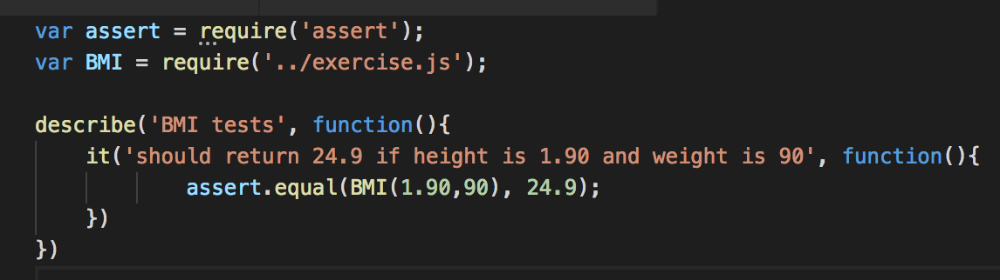 var assert = require('assert');
var BMI = require('../exercise.js');
describe('BMI tests', function(){
it('should return 24.9 if height is 1.90 and weight is 90', function(){
assert.equal(BMI(1.90,90), 24.9);
})
})